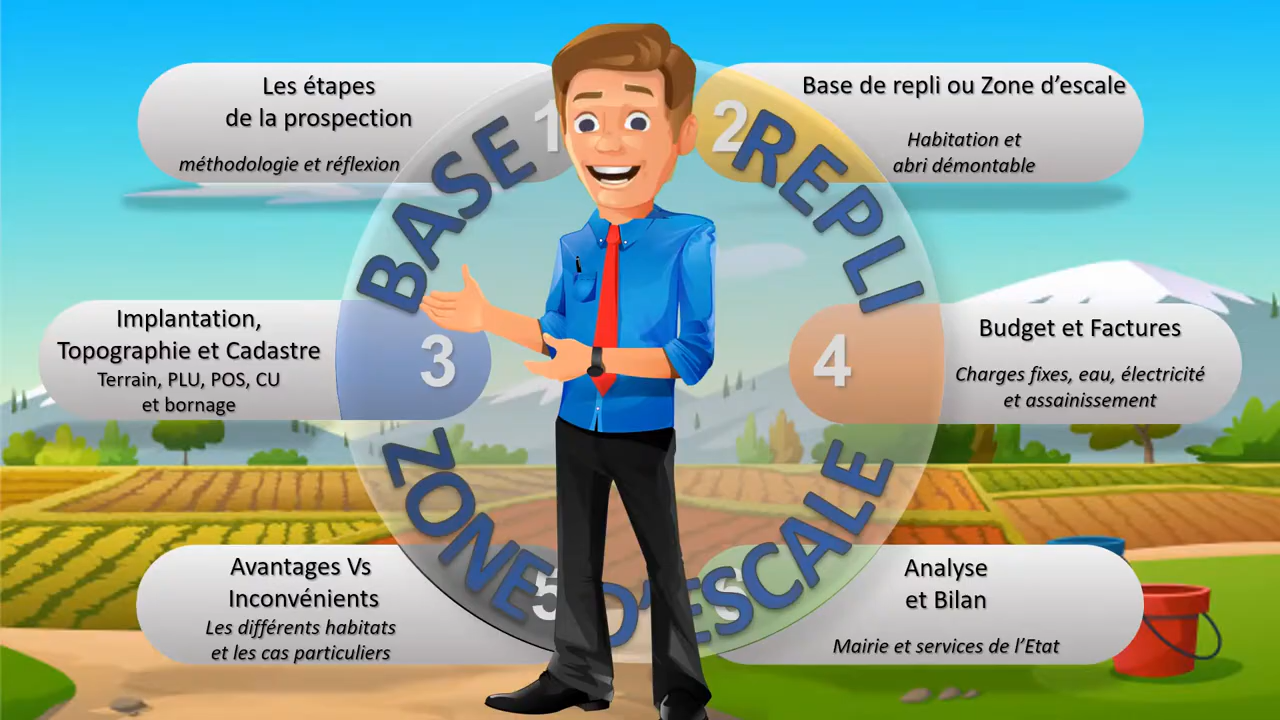 Les étapes
de la prospection
méthodologie et réflexion
1
2
Base de repli ou Zone d'escale
Habitation et
abri démontable
BASE
REPLI
Implantation,
Topographie et Cadastre
Terrain, PLU, POS, CU
et bornage
3
4
Budget et Factures
Charges fixes, eau, électricité
et assainissement
ZONE D'ESCALE
Avantages Vs
Inconvénients
Les différents habitats
et les cas particuliers
5
Analyse
et Bilan
Mairie et services de l'Etat